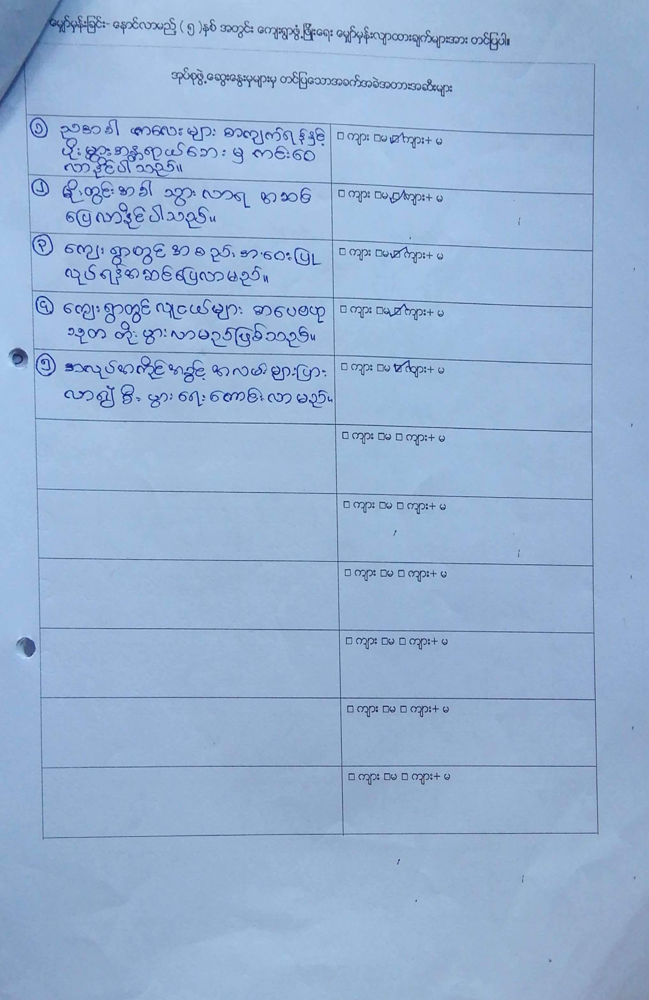 မျှော်မှန်းခြင်း- နောင်လာမည့် ( ၅ )နှစ် အတွင်း ကျေးရွာဖွံ့ဖြိုးရေး မျှော်မှန်းလျာထားချက်များအား တင်ပြပါ။
အုပ်စုဖွဲ့ဆွေးနွေးမှုများမှ တင်ပြသောအခက်အခဲအတားအဆီးများ
၁ ညအခါ ကလေးများ စာကျက်ရန်နှင့်
ပိုးမွှားအန္တရာယ်ဘေးမှ ကင်းဝေး
လာနိုင်ပါသည်။
□ ကျား □မ ☑ ကျား+ မ
၂ မိုးတွင်းအခါ သွားလာရ အဆင်
ပြေလာနိုင်ပါသည်။
□ ကျား □မ ☑ ကျား+ မ
၃ ကျေးရွာတွင် အစည်းအဝေးပြု
လုပ်ရန်အဆင်ပြေလာမည်။
□ ကျား □မ ☑ ကျား+ မ
၄ ကျေးရွာတွင် လူငယ်များ စာပေဗဟု
သုတ တိုးပွားလာမည်ဖြစ်သည်။
□ ကျား □မ ☑ ကျား+ မ
၅ အလုပ်အကိုင်အခွင့် အလမ်းများပြား
လာ၍ စီးပွားရေးကောင်းလာမည်။
□ ကျား □မ ☑ ကျား+ မ
□ ကျား □မ □ ကျား+ မ
□ ကျား □မ □ ကျား+ မ
□ ကျား □မ □ ကျား+ မ
□ ကျား □မ □ ကျား+ မ
□ ကျား □မ □ ကျား+ မ
□ ကျား □မ □ ကျား+ မ